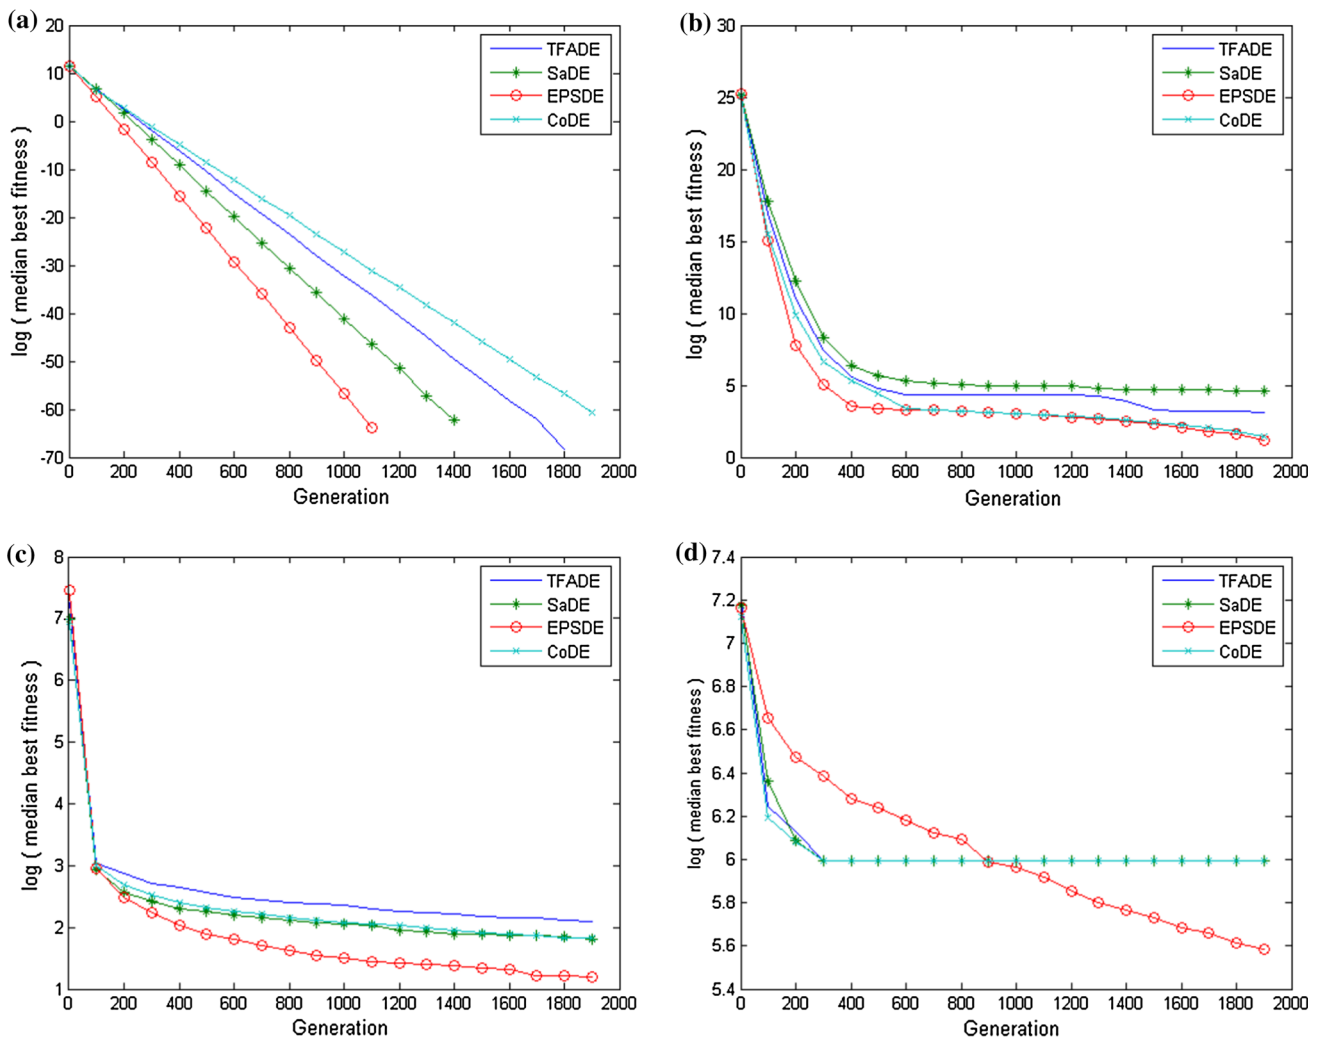 (a)
20
10
0
-10
-20
-30
-40
-50
-60
-70
log ( median best fitness )
0 200 400 600 800 1000 1200 1400 1600 1800 2000
Generation
TFADE
SaDE
EPSDE
CoDE
(b)
30
25
20
15
10
5
0
log ( median best fitness )
0 200 400 600 800 1000 1200 1400 1600 1800 2000
Generation
TFADE
SaDE
EPSDE
CoDE
(c)
8
7
6
5
4
3
2
1
log ( median best fitness )
0 200 400 600 800 1000 1200 1400 1600 1800 2000
Generation
TFADE
SaDE
EPSDE
CoDE
(d)
7.4
7.2
7
6.8
6.6
6.4
6.2
6
5.8
5.6
5.4
log ( median best fitness )
0 200 400 600 800 1000 1200 1400 1600 1800 2000
Generation
TFADE
SaDE
EPSDE
CoDE